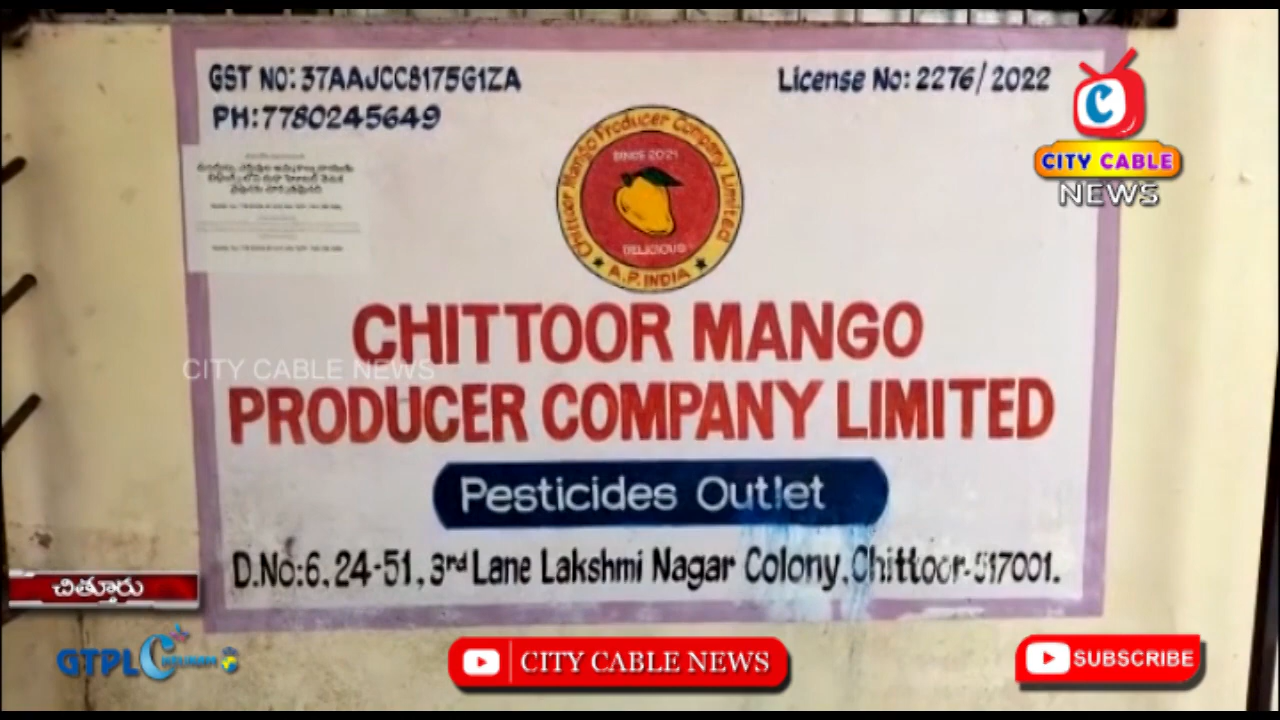 GST NO: 37AAJCC8175G1ZA
PH:7780245649
License No: 2276/2022
Chittoor Mango Producer Company Limited
SINCE 2021
DELICIOUS
★ A.P. INDIA ★
CHITTOOR MANGO
PRODUCER COMPANY LIMITED
Pesticides Outlet
D.No:6, 24-51, 3rd Lane Lakshmi Nagar Colony, Chittoor-517001.
C
CITY CABLE
NEWS
CITY CABLE NEWS
చిత్తూరు
GTPL
CITY CABLE NEWS
SUBSCRIBE